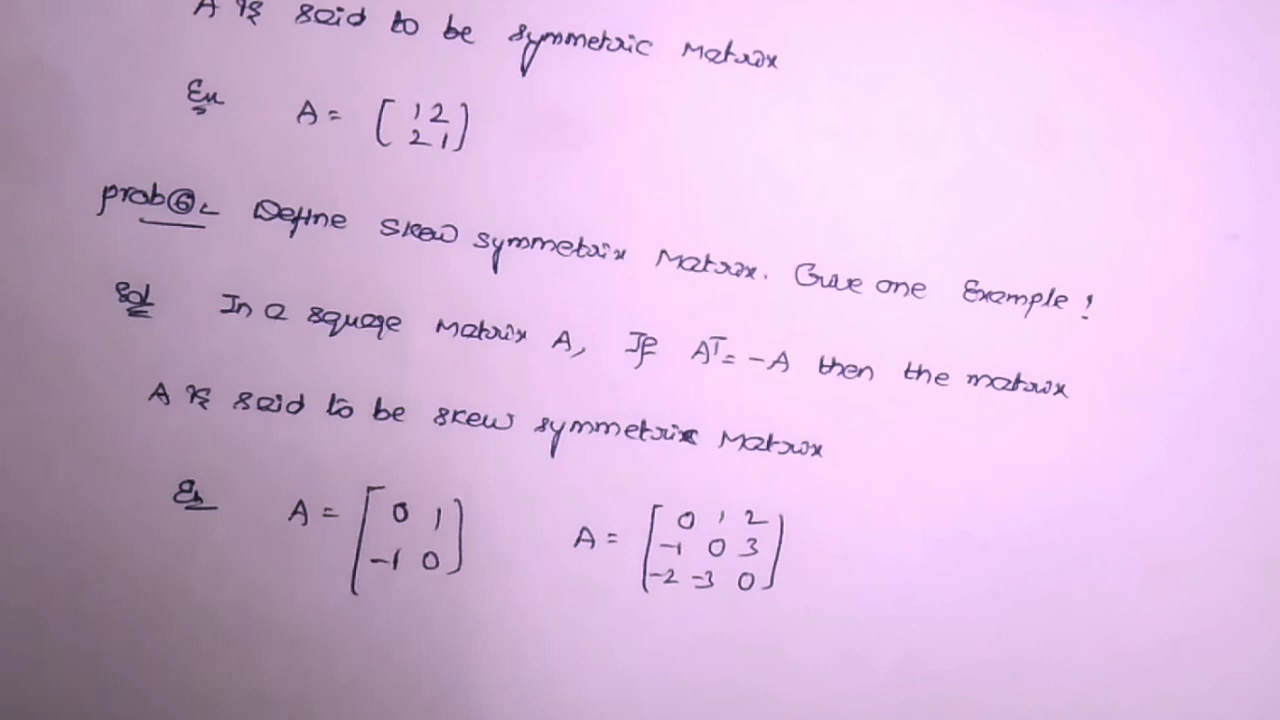 A is said to be symmetric Matrix
Ex A = [ 1 2
2 1 ]
prob⑥:- Define skew symmetrix Matrix. Give one Example !
Sol In a square Matrix A, If Aᵀ = -A then the matrix
A is said to be skew symmetrix Matrix
Ex A = [ 0 1 A = [ 0 1 2
-1 0 ] -1 0 3
-2 -3 0 ]